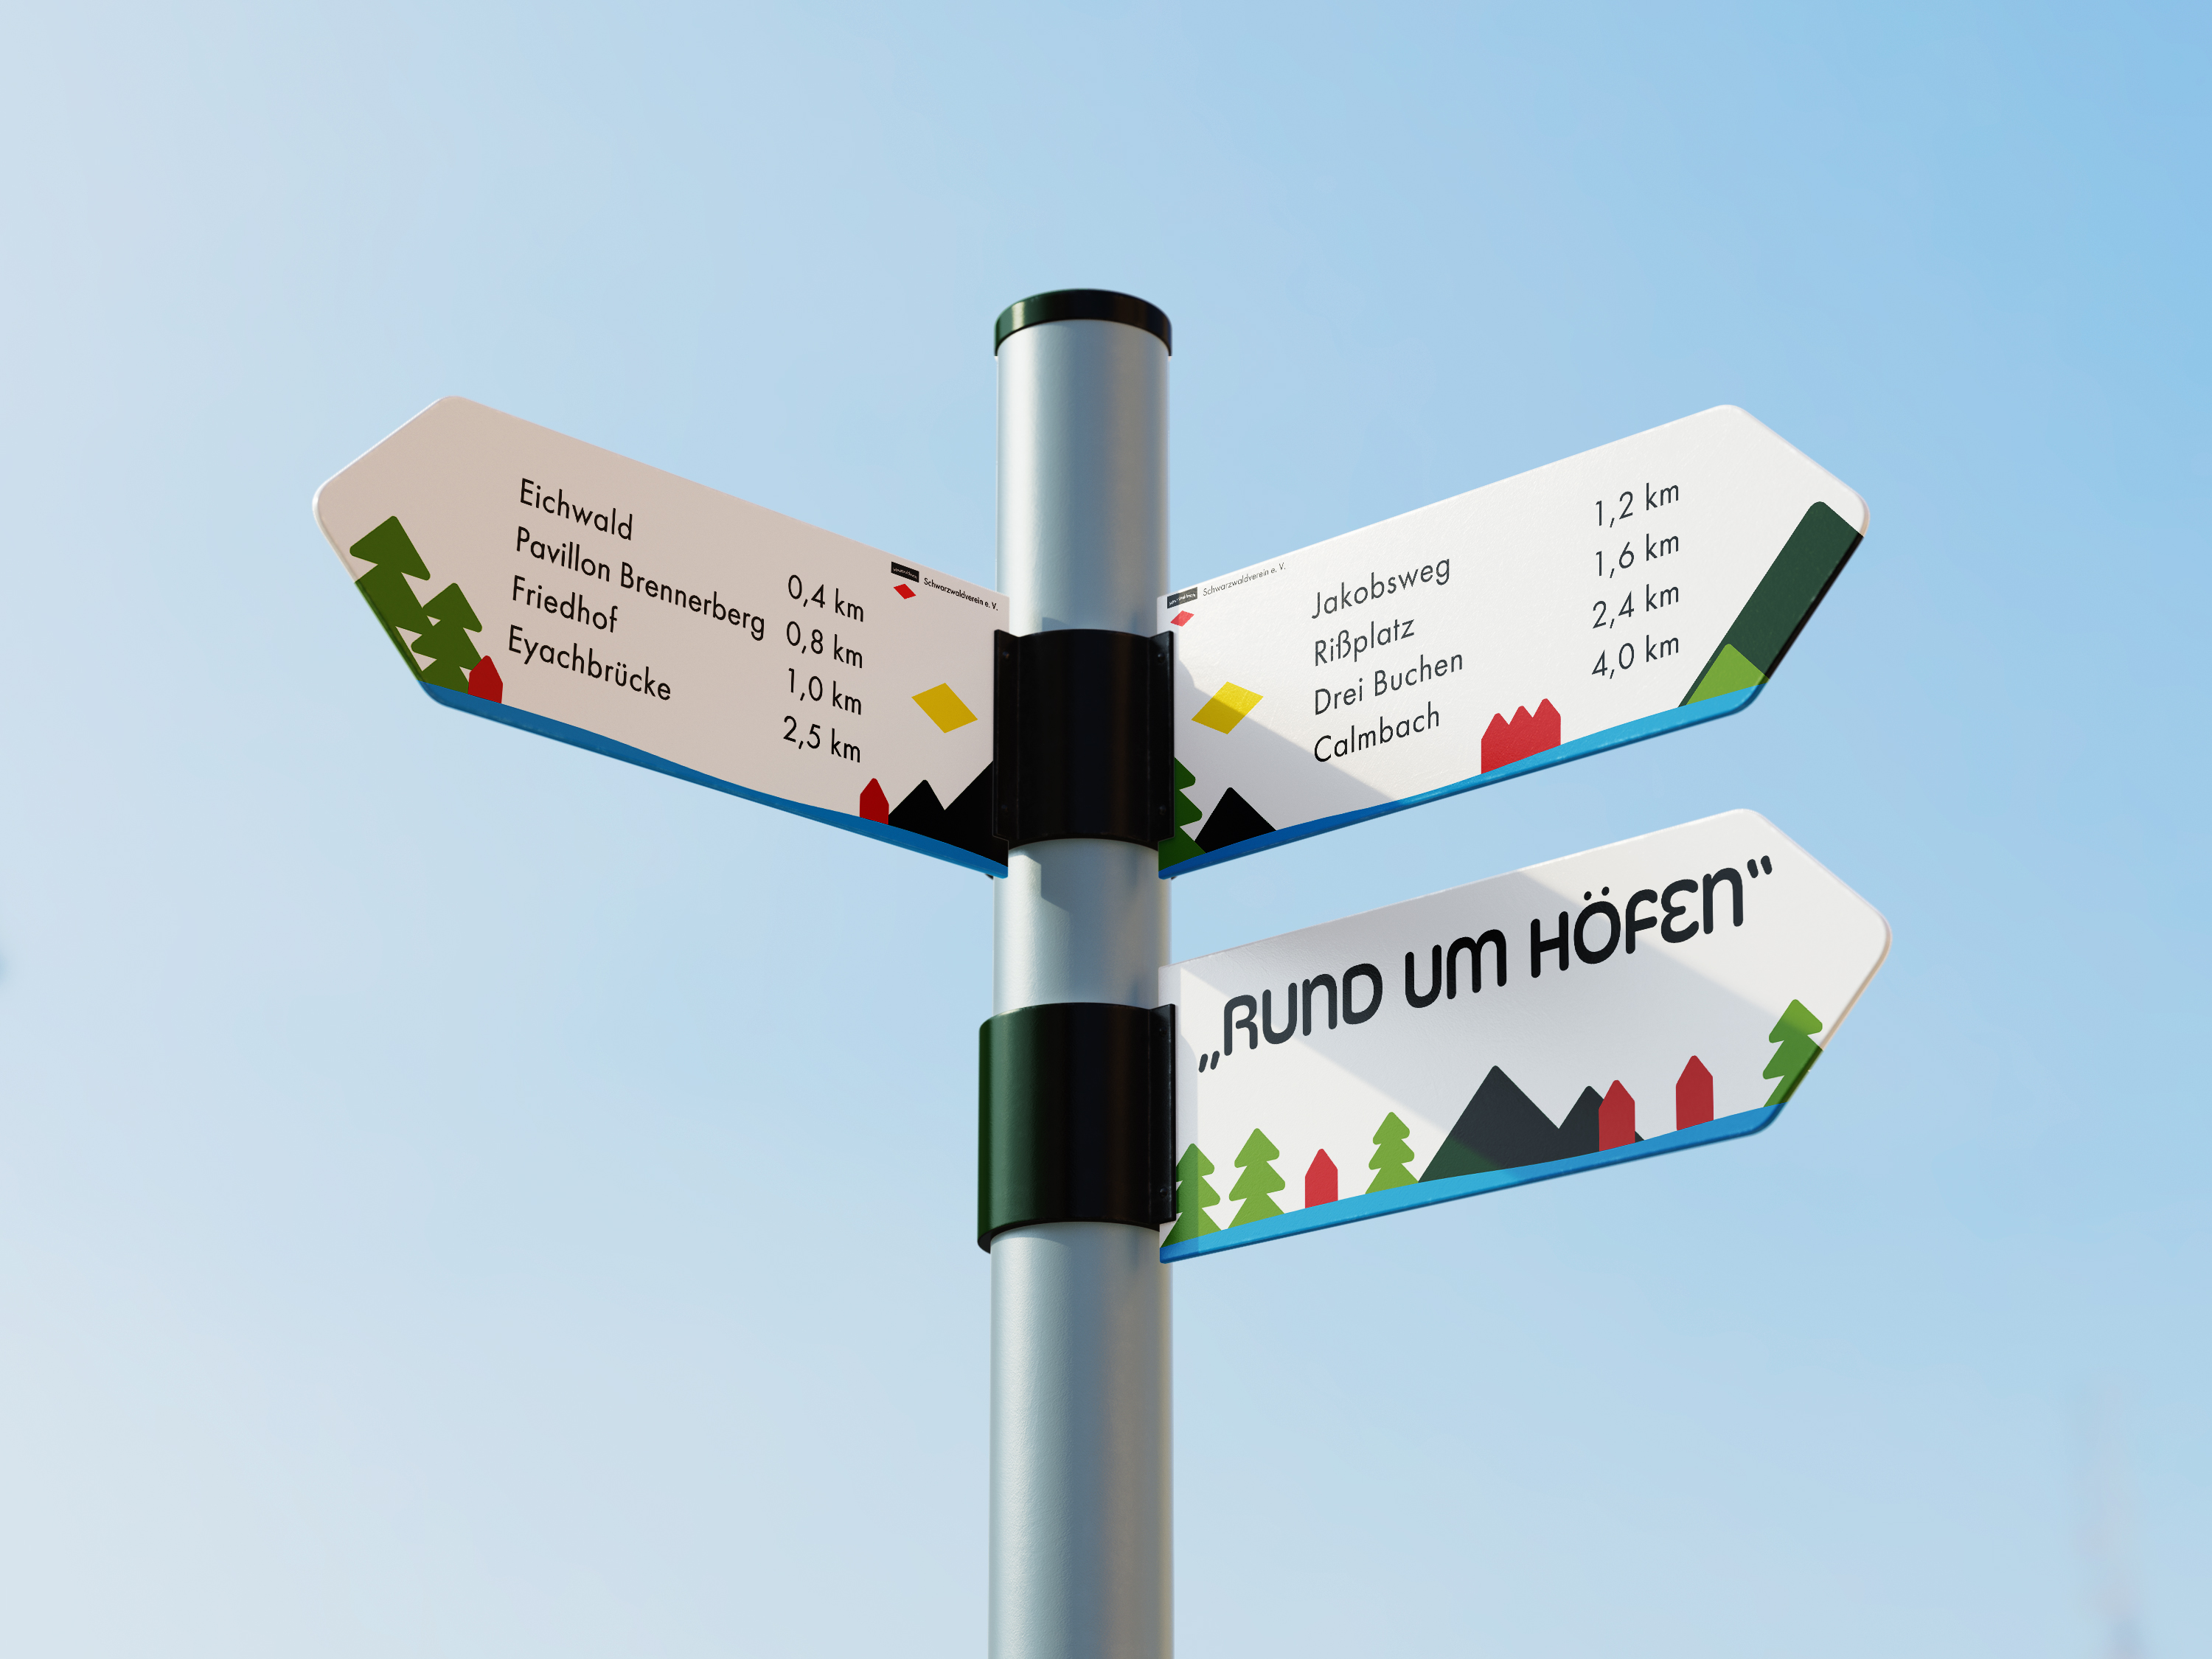 Schwarzwaldverein e. V.
Eichwald 0,4 km
Pavillon Brennerberg 0,8 km
Friedhof 1,0 km
Eyachbrücke 2,5 km
Schwarzwaldverein e. V.
Jakobsweg 1,2 km
Rißplatz 1,6 km
Drei Buchen 2,4 km
Calmbach 4,0 km
„RUND UM HÖFEN“